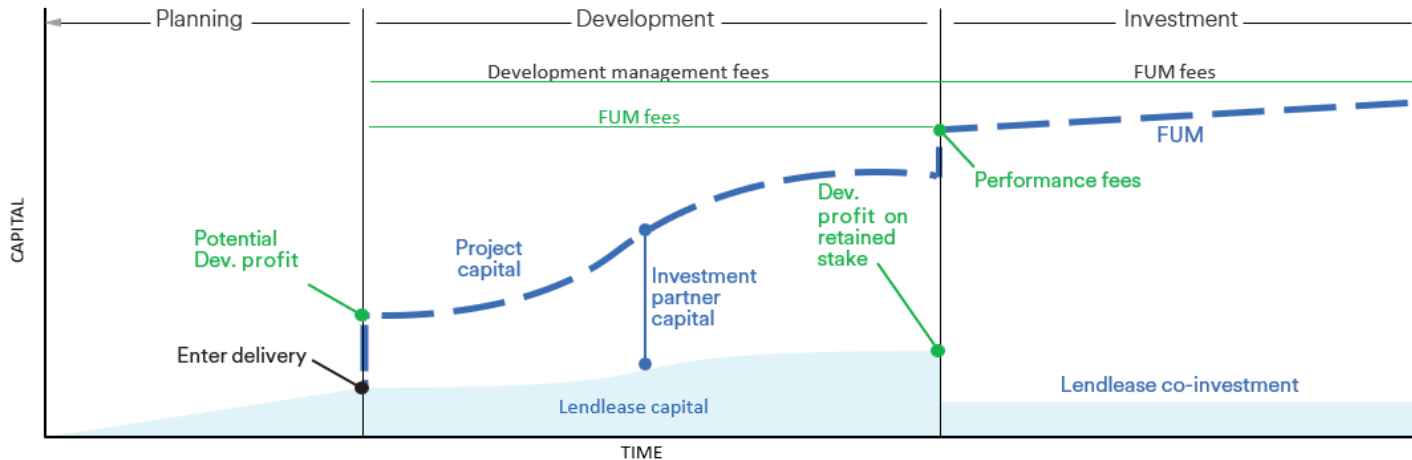 Planning
Development
Investment
Development management fees
FUM fees
FUM fees
FUM
Performance fees
Dev.
profit on
retained
stake
Potential
Dev. profit
Project
capital
Investment
partner
capital
Enter delivery
Lendlease capital
Lendlease co-investment
CAPITAL
TIME